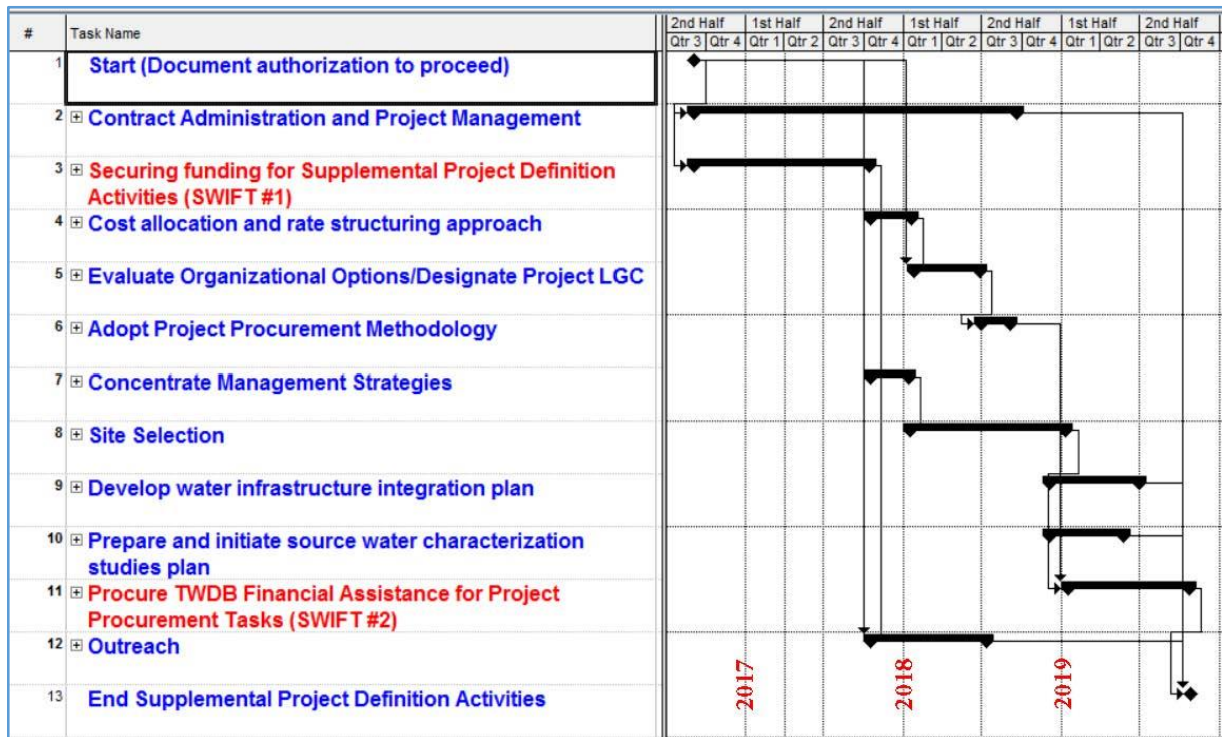 # Task Name
2nd Half 1st Half 2nd Half 1st Half 2nd Half 1st Half 2nd Half
Qtr 3 Qtr 4 Qtr 1 Qtr 2 Qtr 3 Qtr 4 Qtr 1 Qtr 2 Qtr 3 Qtr 4 Qtr 1 Qtr 2 Qtr 3 Qtr 4
1 Start (Document authorization to proceed)
2 Contract Administration and Project Management
3 Securing funding for Supplemental Project Definition
Activities (SWIFT #1)
4 Cost allocation and rate structuring approach
5 Evaluate Organizational Options/Designate Project LGC
6 Adopt Project Procurement Methodology
7 Concentrate Management Strategies
8 Site Selection
9 Develop water infrastructure integration plan
10 Prepare and initiate source water characterization
studies plan
11 Procure TWDB Financial Assistance for Project
Procurement Tasks (SWIFT #2)
12 Outreach
13 End Supplemental Project Definition Activities
2017
2018
2019